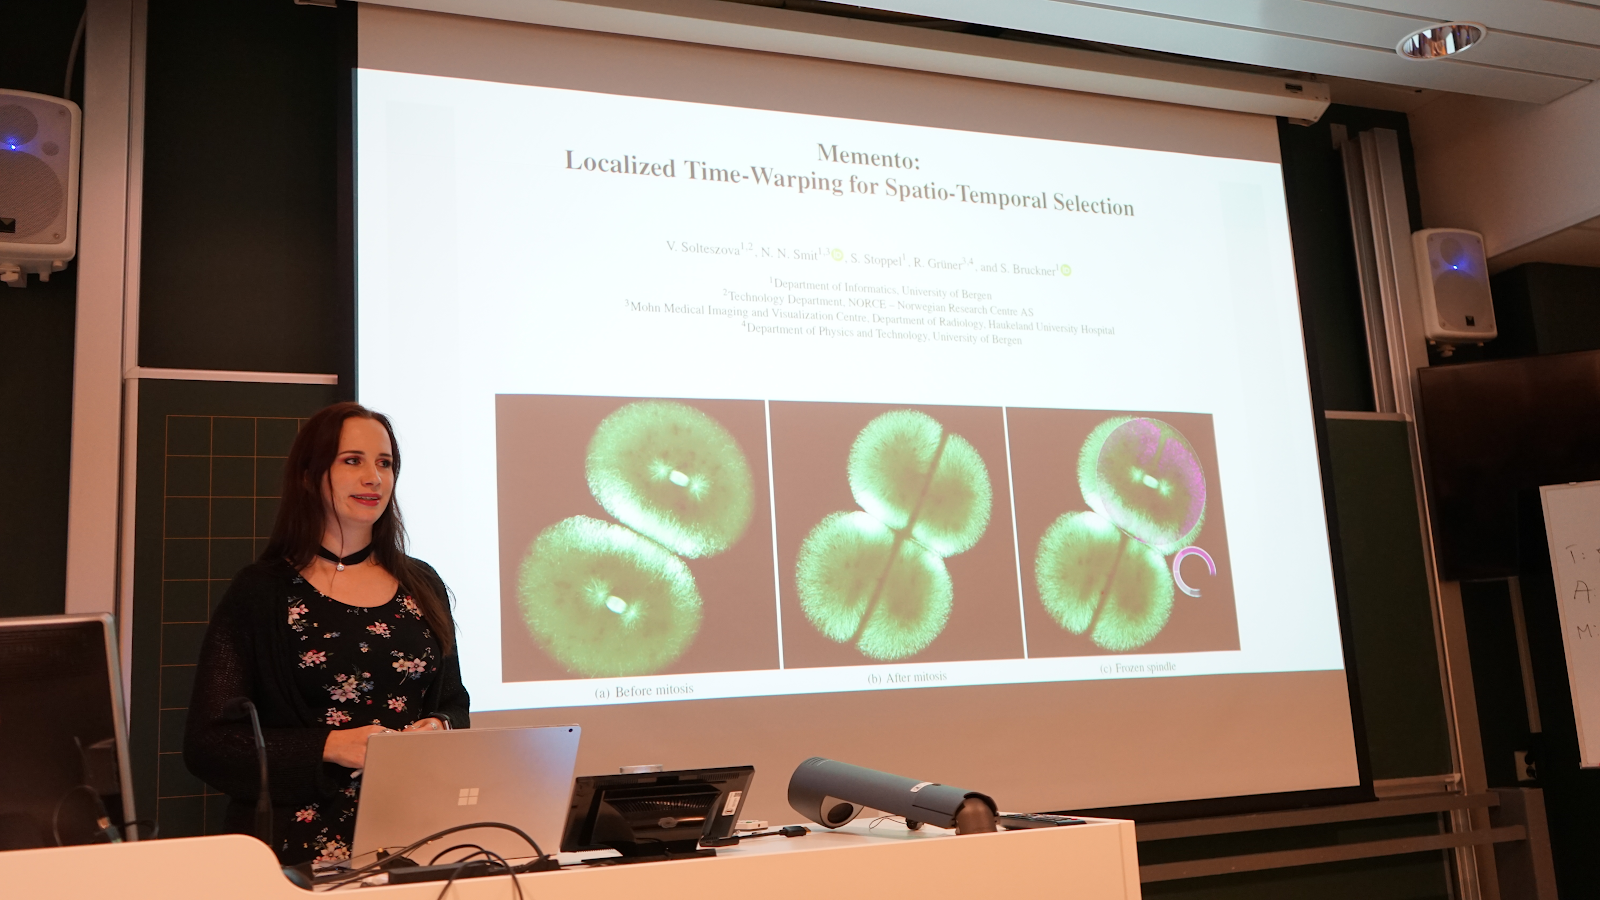 Memento:
Localized Time-Warping for Spatio-Temporal Selection
V. Solteszova1,2, N. N. Smit1,3, S. Stoppel1, R. Grüner3,4, and S. Bruckner1
1Department of Informatics, University of Bergen
2Technology Department, NORCE – Norwegian Research Centre AS
3Mohn Medical Imaging and Visualization Centre, Department of Radiology, Haukeland University Hospital
4Department of Physics and Technology, University of Bergen
(a) Before mitosis
(b) After mitosis
(c) Frozen spindle
T:
A:
M: